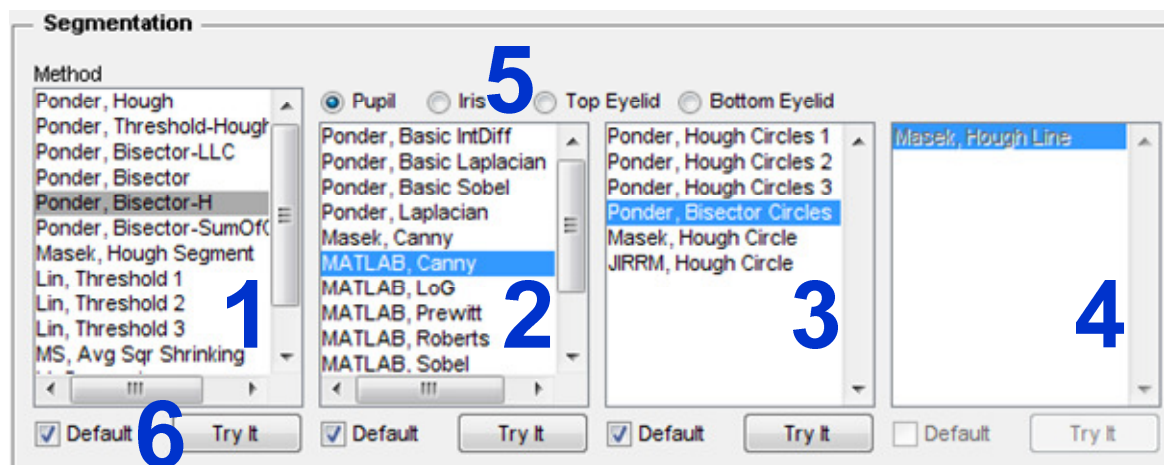 Segmentation
5
Method
Pupil Iris Top Eyelid Bottom Eyelid
Ponder, Hough
Ponder, Threshold-Hough
Ponder, Bisector-LLC
Ponder, Bisector
Ponder, Bisector-H
Ponder, Bisector-SumOf
Masek, Hough Segment
Lin, Threshold 1
Lin, Threshold 2
Lin, Threshold 3
MS, Avg Sqr Shrinking
1
Default Try It
6
Ponder, Basic IntDiff
Ponder, Basic Laplacian
Ponder, Basic Sobel
Ponder, Laplacian
Masek, Canny
MATLAB, Canny
MATLAB, LoG
MATLAB, Prewitt
MATLAB, Roberts
MATLAB, Sobel
2
Default Try It
Ponder, Hough Circles 1
Ponder, Hough Circles 2
Ponder, Hough Circles 3
Ponder, Bisector Circles
Masek, Hough Circle
JIRRM, Hough Circle
3
Default Try It
Masek, Hough Line
4
Default Try It